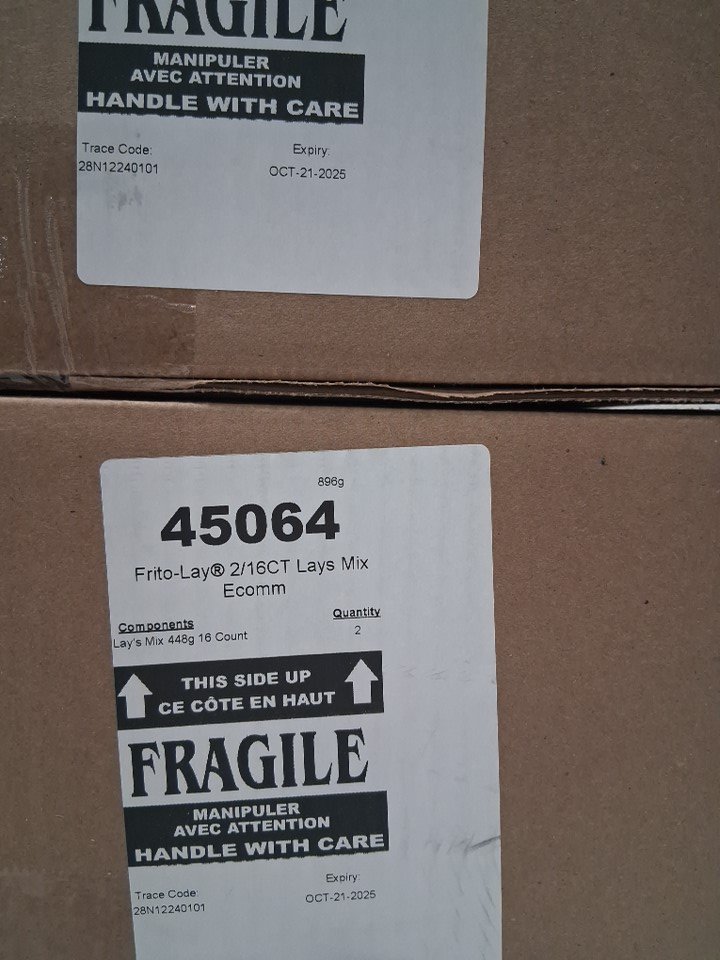 FRAGILE
MANIPULER
AVEC ATTENTION
HANDLE WITH CARE
Trace Code:
28N12240101
Expiry:
OCT-21-2025
896g
45064
Frito-Lay® 2/16CT Lays Mix
Ecomm
Components
Quantity
Lay's Mix 448g 16 Count
2
THIS SIDE UP
CE CÔTE EN HAUT
FRAGILE
MANIPULER
AVEC ATTENTION
HANDLE WITH CARE
Trace Code:
28N12240101
Expiry:
OCT-21-2025